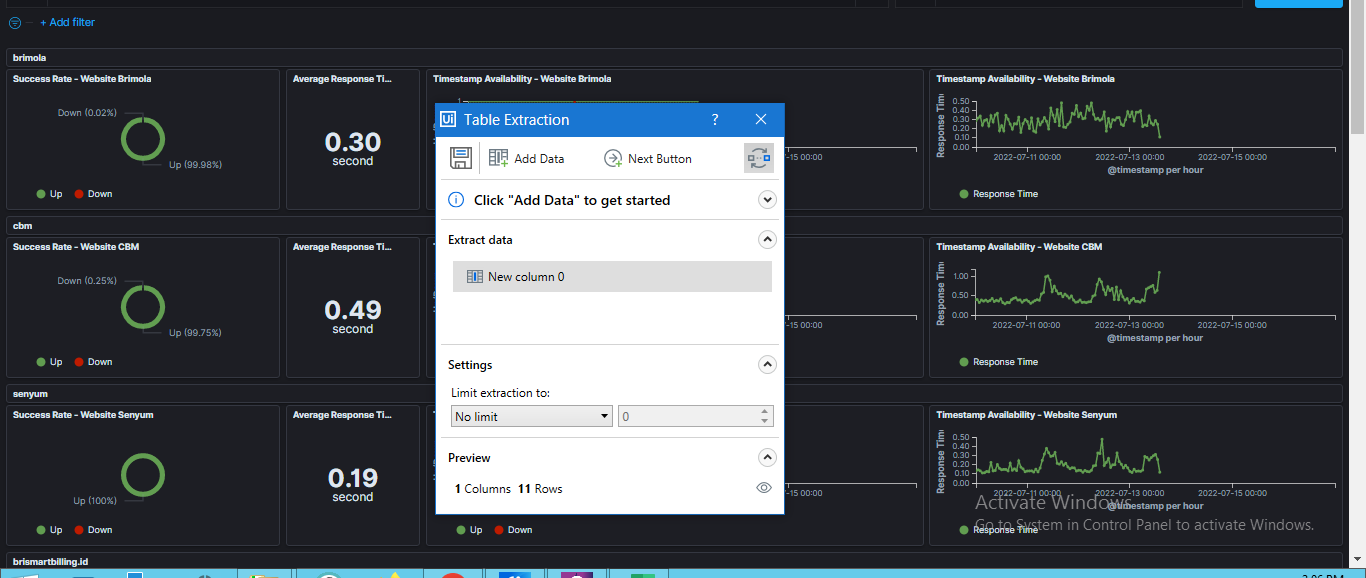 + Add filter
brimola
Success Rate - Website Brimola
Down (0.02%)
Up (99.98%)
Up Down
Average Response Ti...
0.30
second
Timestamp Availability - Website Brimola
1
-15 00:00
Timestamp Availability - Website Brimola
Response Time
0.50
0.40
0.30
0.20
0.10
0.00
2022-07-11 00:00 2022-07-13 00:00 2022-07-15 00:00
@timestamp per hour
Response Time
cbm
Success Rate - Website CBM
Down (0.25%)
Up (99.75%)
Up Down
Average Response Ti...
0.49
second
-15 00:00
Timestamp Availability - Website CBM
Response Time
1.00
0.50
0.00
2022-07-11 00:00 2022-07-13 00:00 2022-07-15 00:00
@timestamp per hour
Response Time
senyum
Success Rate - Website Senyum
Up (100%)
Up Down
Average Response Ti...
0.19
second
-15 00:00
Up Down
Timestamp Availability - Website Senyum
Response Time
0.50
0.40
0.30
0.20
0.10
0.00
2022-07-11 00:00 2022-07-13 00:00 2022-07-15 00:00
@timestamp per hour
Response Time
brismartbilling.id
Ui Table Extraction ?
Add Data Next Button
Click "Add Data" to get started
Extract data
New column 0
Settings
Limit extraction to:
No limit 0
Preview
1 Columns 11 Rows
Activate Windows
Go to System in Control Panel to activate Windows.